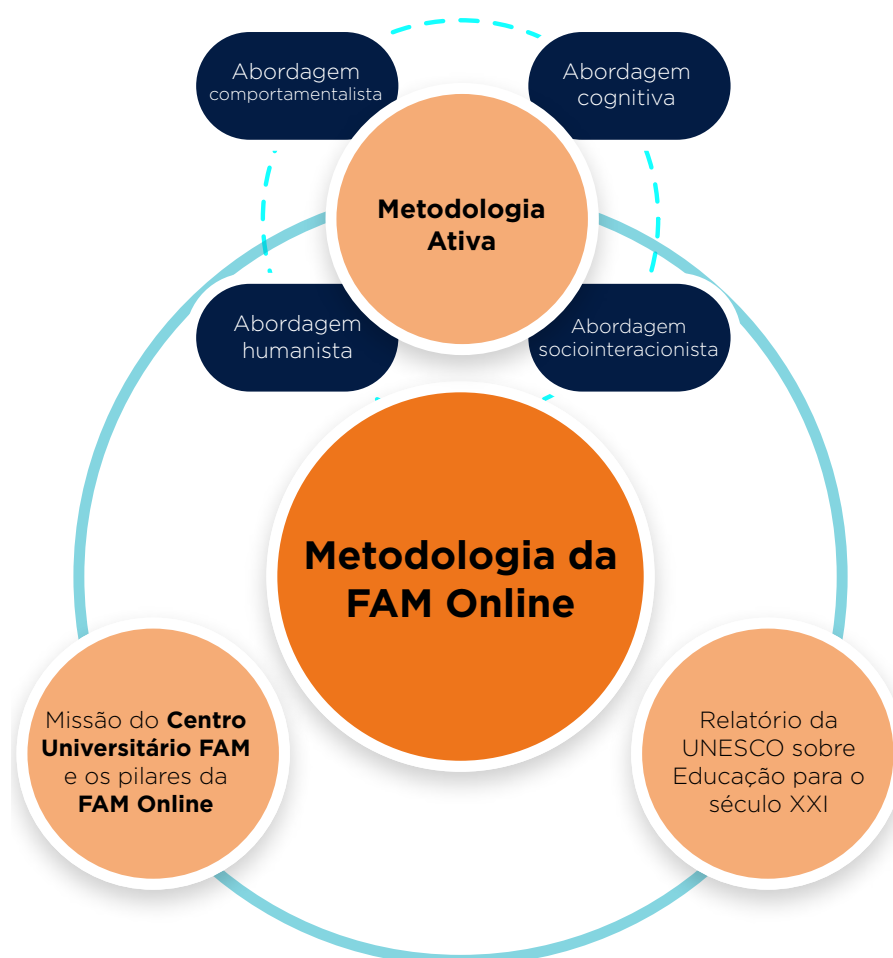 Abordagem
comportamentalista
Abordagem
cognitiva
Metodologia
Ativa
Abordagem
humanista
Abordagem
sociointeracionista
Metodologia da
FAM Online
Missão do Centro
Universitário FAM
e os pilares da
FAM Online
Relatório da
UNESCO sobre
Educação para o
século XXI